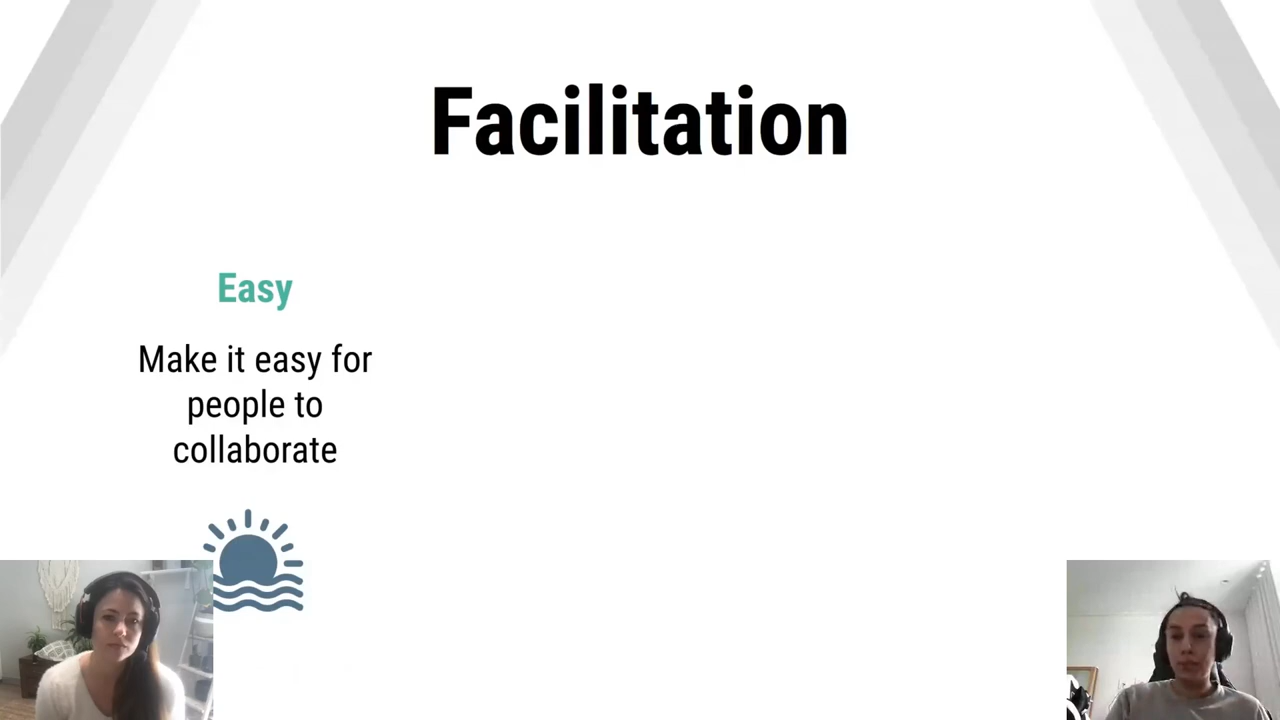 Facilitation
Easy
Make it easy for
people to
collaborate